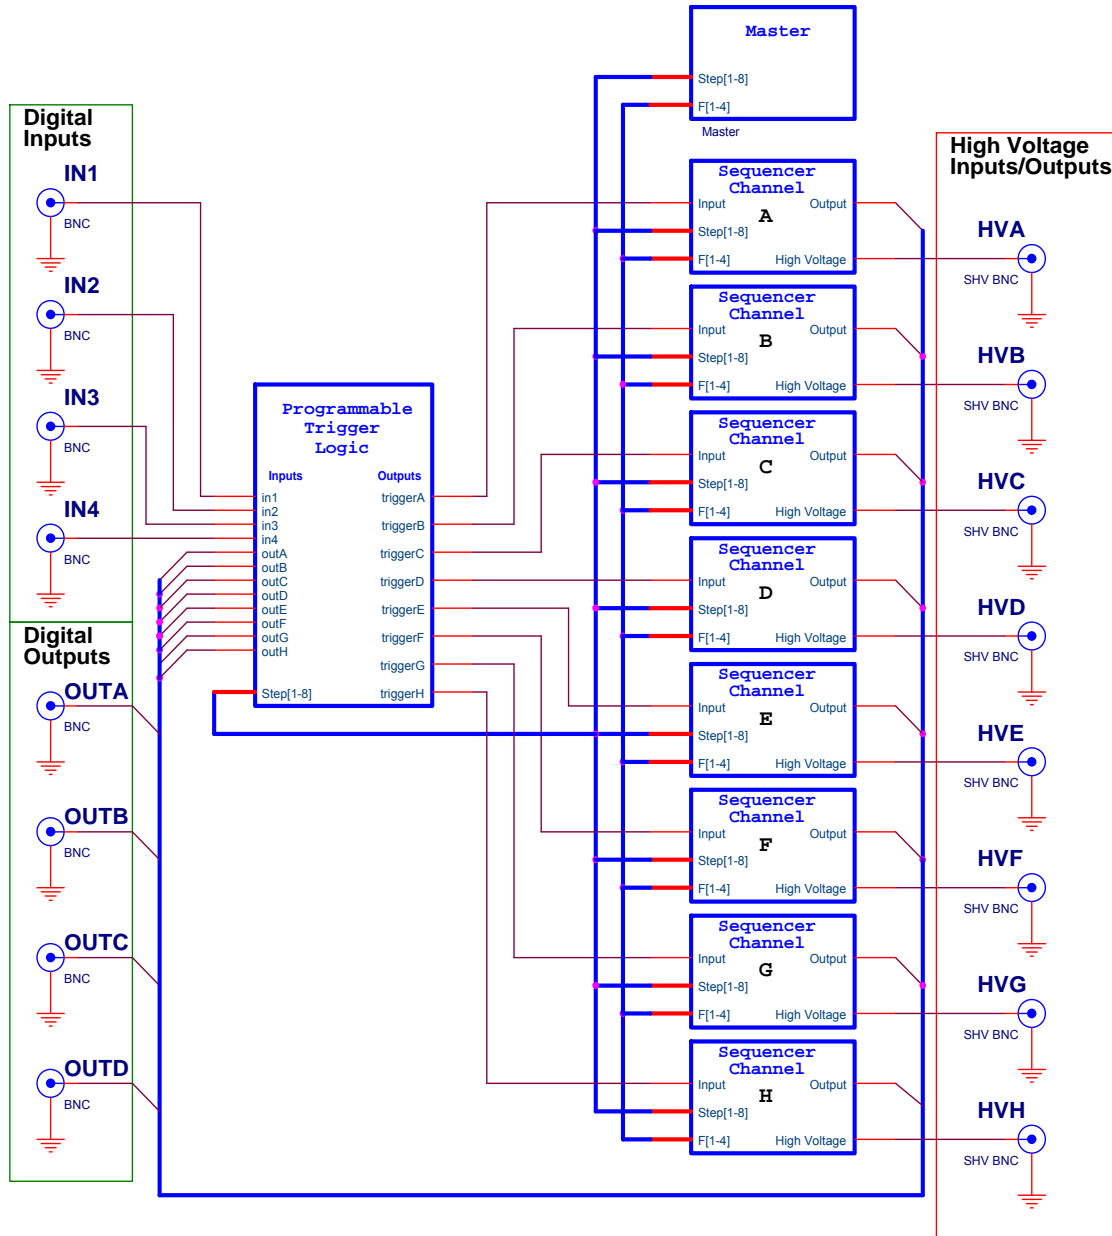 Master
Step[1-8]
F[1-4]
Master
Digital
Inputs
IN1
BNC
IN2
BNC
IN3
BNC
IN4
BNC
Digital
Outputs
OUTA
BNC
OUTB
BNC
OUTC
BNC
OUTD
BNC
Programmable
Trigger
Logic
Inputs
Outputs
in1
in2
in3
in4
outA
outB
outC
outD
outE
outF
outG
outH
Step[1-8]
triggerA
triggerB
triggerC
triggerD
triggerE
triggerF
triggerG
triggerH
Sequencer
Channel
Input
Output
A
Step[1-8]
F[1-4]
High Voltage
Sequencer
Channel
Input
Output
B
Step[1-8]
F[1-4]
High Voltage
Sequencer
Channel
Input
Output
C
Step[1-8]
F[1-4]
High Voltage
Sequencer
Channel
Input
Output
D
Step[1-8]
F[1-4]
High Voltage
Sequencer
Channel
Input
Output
E
Step[1-8]
F[1-4]
High Voltage
Sequencer
Channel
Input
Output
F
Step[1-8]
F[1-4]
High Voltage
Sequencer
Channel
Input
Output
G
Step[1-8]
F[1-4]
High Voltage
Sequencer
Channel
Input
Output
H
Step[1-8]
F[1-4]
High Voltage
High Voltage
Inputs/Outputs
HVA
SHV BNC
HVB
SHV BNC
HVC
SHV BNC
HVD
SHV BNC
HVE
SHV BNC
HVF
SHV BNC
HVG
SHV BNC
HVH
SHV BNC